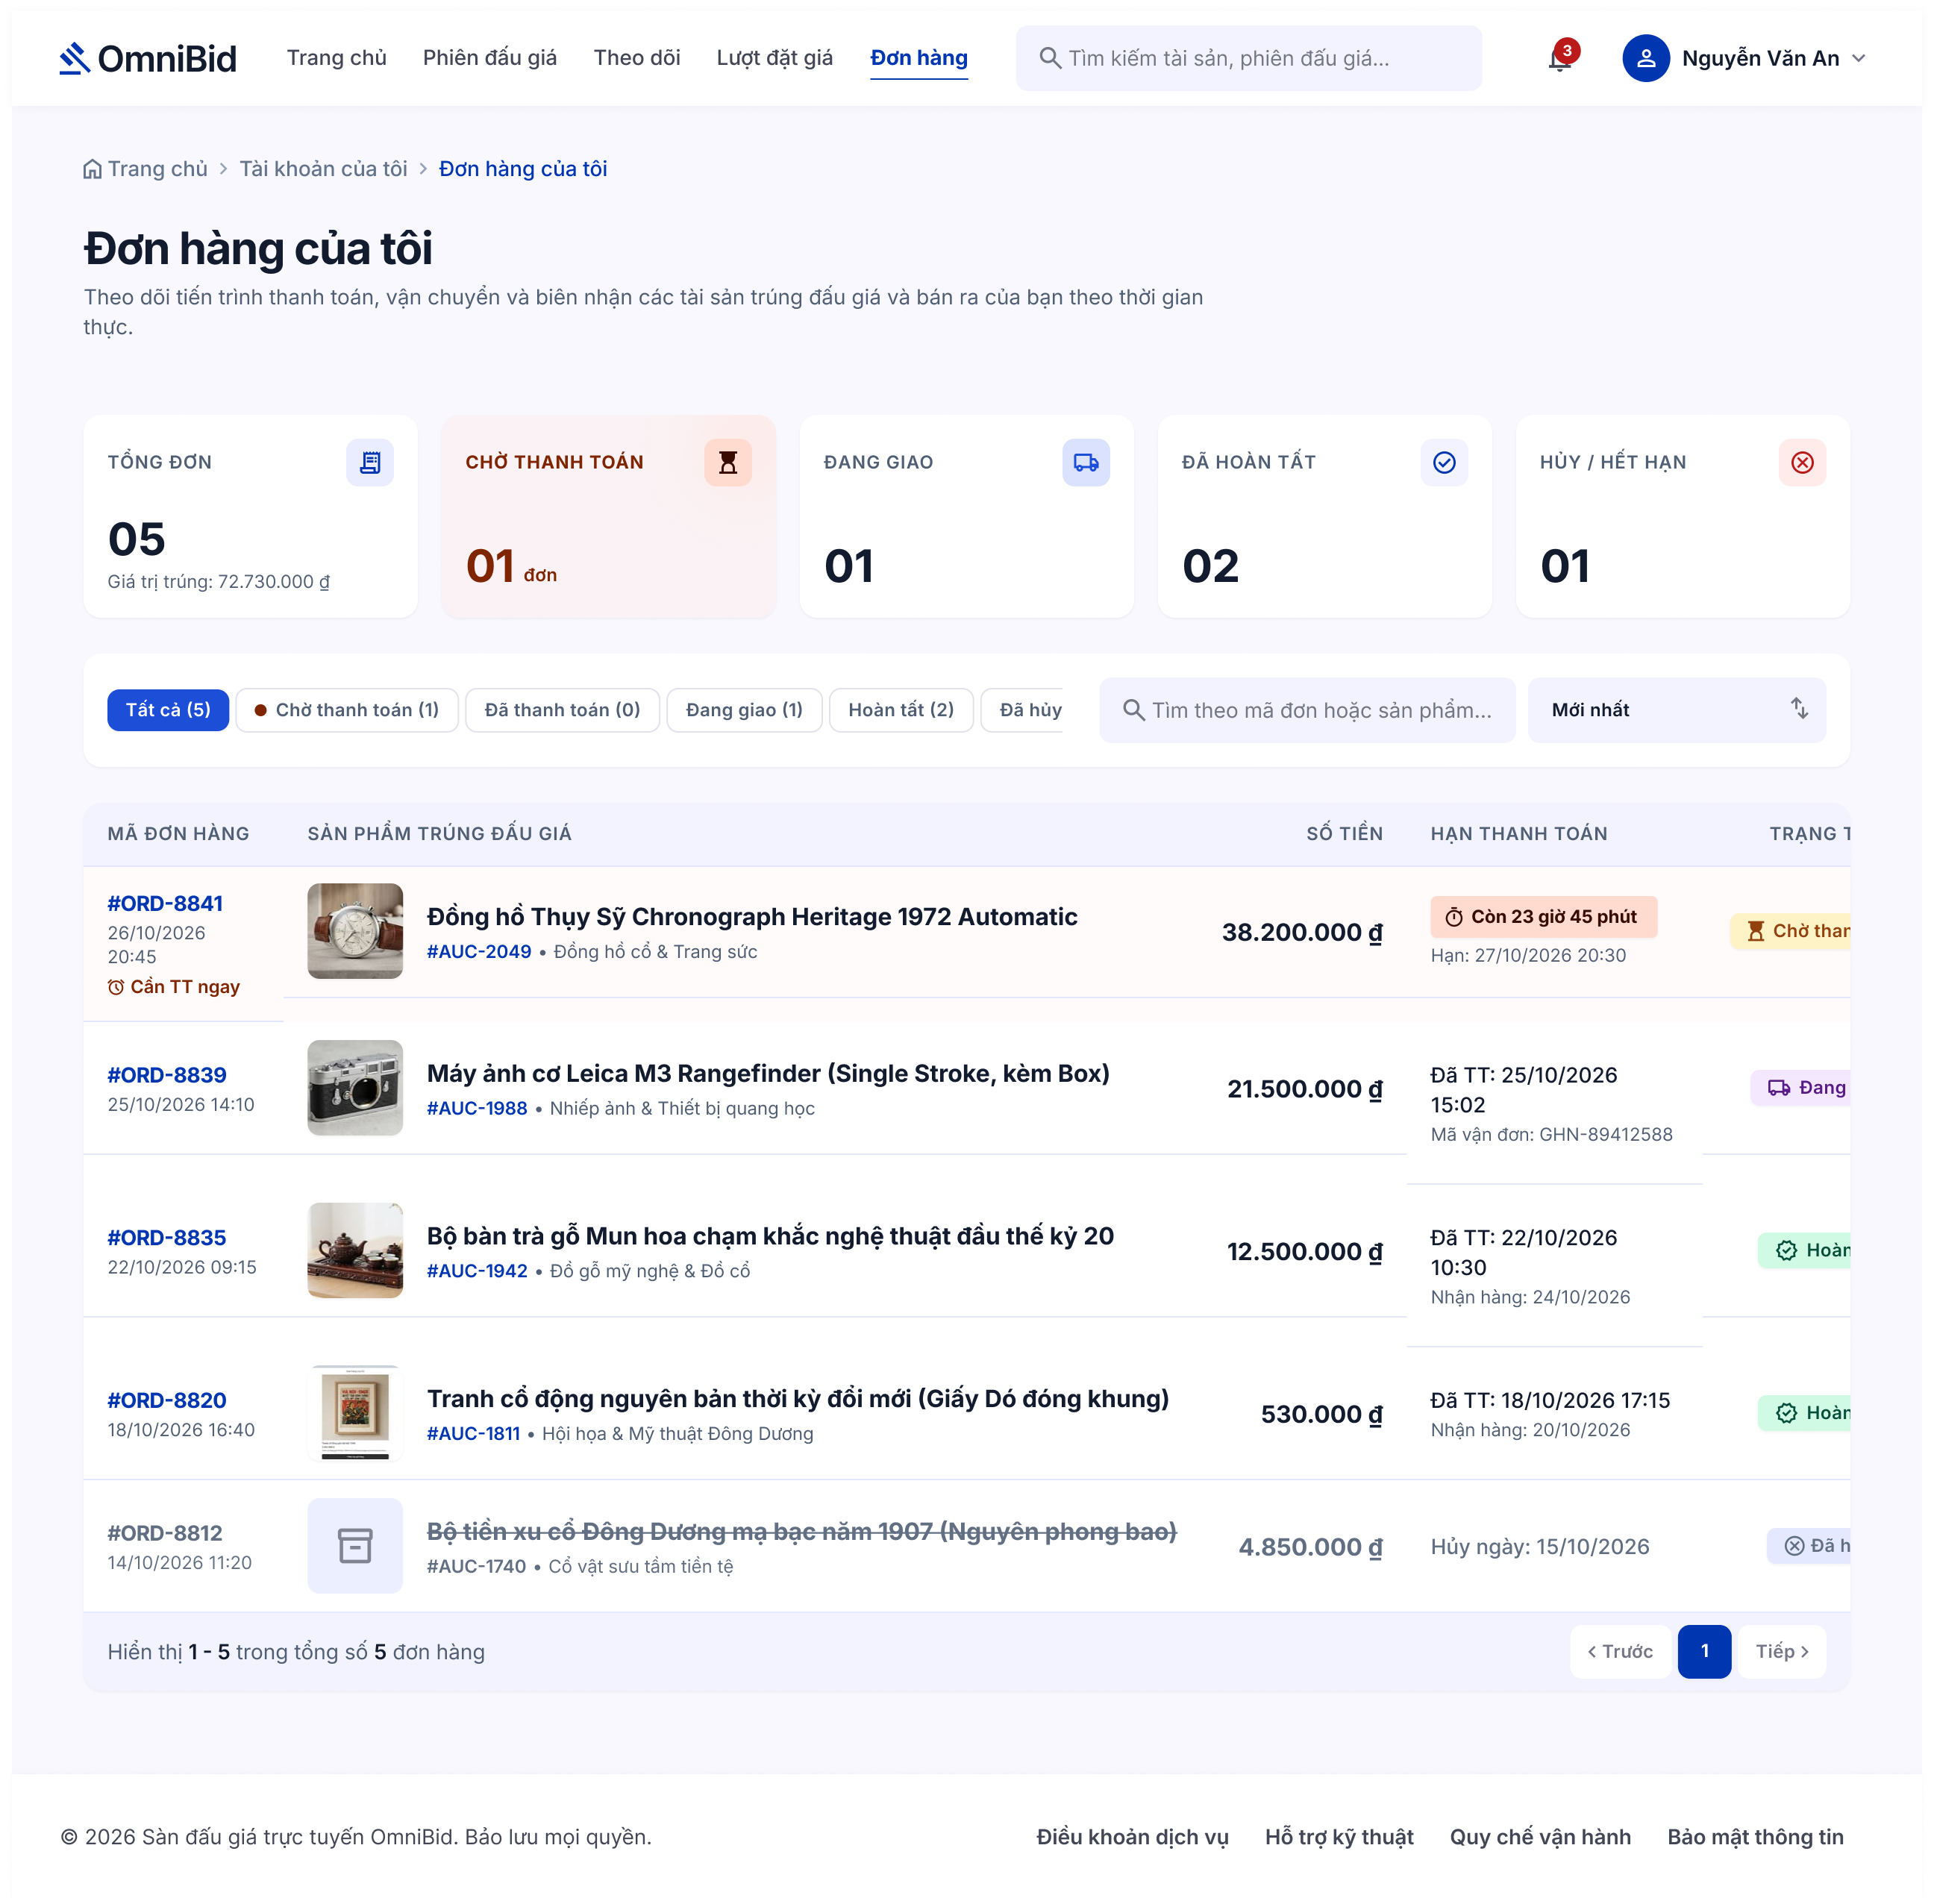 OmniBid
Trang chủ
Phiên đấu giá
Theo dõi
Lượt đặt giá
Đơn hàng
Tìm kiếm tài sản, phiên đấu giá...
3
Nguyễn Văn An
Trang chủ > Tài khoản của tôi > Đơn hàng của tôi
Đơn hàng của tôi
Theo dõi tiến trình thanh toán, vận chuyển và biên nhận các tài sản trúng đấu giá và bán ra của bạn theo thời gian
thực.
TỔNG ĐƠN
05
Giá trị trúng: 72.730.000 ₫
CHỜ THANH TOÁN
01 đơn
ĐANG GIAO
01
ĐÃ HOÀN TẤT
02
HỦY / HẾT HẠN
01
Tất cả (5)
Chờ thanh toán (1)
Đã thanh toán (0)
Đang giao (1)
Hoàn tất (2)
Đã hủy
Tìm theo mã đơn hoặc sản phẩm...
Mới nhất
MÃ ĐƠN HÀNG
SẢN PHẨM TRÚNG ĐẤU GIÁ
SỐ TIỀN
HẠN THANH TOÁN
TRẠNG T
#ORD-8841
26/10/2026
20:45
Cần TT ngay
Đồng hồ Thụy Sỹ Chronograph Heritage 1972 Automatic
#AUC-2049 • Đồng hồ cổ & Trang sức
38.200.000 ₫
Còn 23 giờ 45 phút
Hạn: 27/10/2026 20:30
Chờ than
#ORD-8839
25/10/2026 14:10
Máy ảnh cơ Leica M3 Rangefinder (Single Stroke, kèm Box)
#AUC-1988 • Nhiếp ảnh & Thiết bị quang học
21.500.000 ₫
Đã TT: 25/10/2026
15:02
Mã vận đơn: GHN-89412588
Đang
#ORD-8835
22/10/2026 09:15
Bộ bàn trà gỗ Mun hoa chạm khắc nghệ thuật đầu thế kỷ 20
#AUC-1942 • Đồ gỗ mỹ nghệ & Đồ cổ
12.500.000 ₫
Đã TT: 22/10/2026
10:30
Nhận hàng: 24/10/2026
Hoàn
#ORD-8820
18/10/2026 16:40
Tranh cổ động nguyên bản thời kỳ đổi mới (Giấy Dó đóng khung)
#AUC-1811 • Hội họa & Mỹ thuật Đông Dương
530.000 ₫
Đã TT: 18/10/2026 17:15
Nhận hàng: 20/10/2026
Hoàn
#ORD-8812
14/10/2026 11:20
Bộ tiền xu cổ Đông Dương mạ bạc năm 1907 (Nguyên phong bao)
#AUC-1740 • Cổ vật sưu tầm tiền tệ
4.850.000 ₫
Hủy ngày: 15/10/2026
Đã h
Hiển thị 1 - 5 trong tổng số 5 đơn hàng
Trước
1
Tiếp
© 2026 Sàn đấu giá trực tuyến OmniBid. Bảo lưu mọi quyền.
Điều khoản dịch vụ
Hỗ trợ kỹ thuật
Quy chế vận hành
Bảo mật thông tin